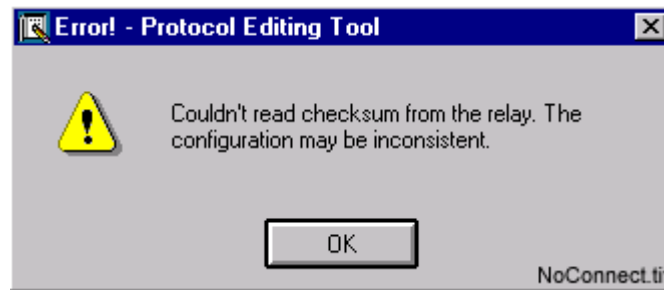 Error! - Protocol Editing Tool
Couldn't read checksum from the relay. The
configuration may be inconsistent.
OK
NoConnect.ti